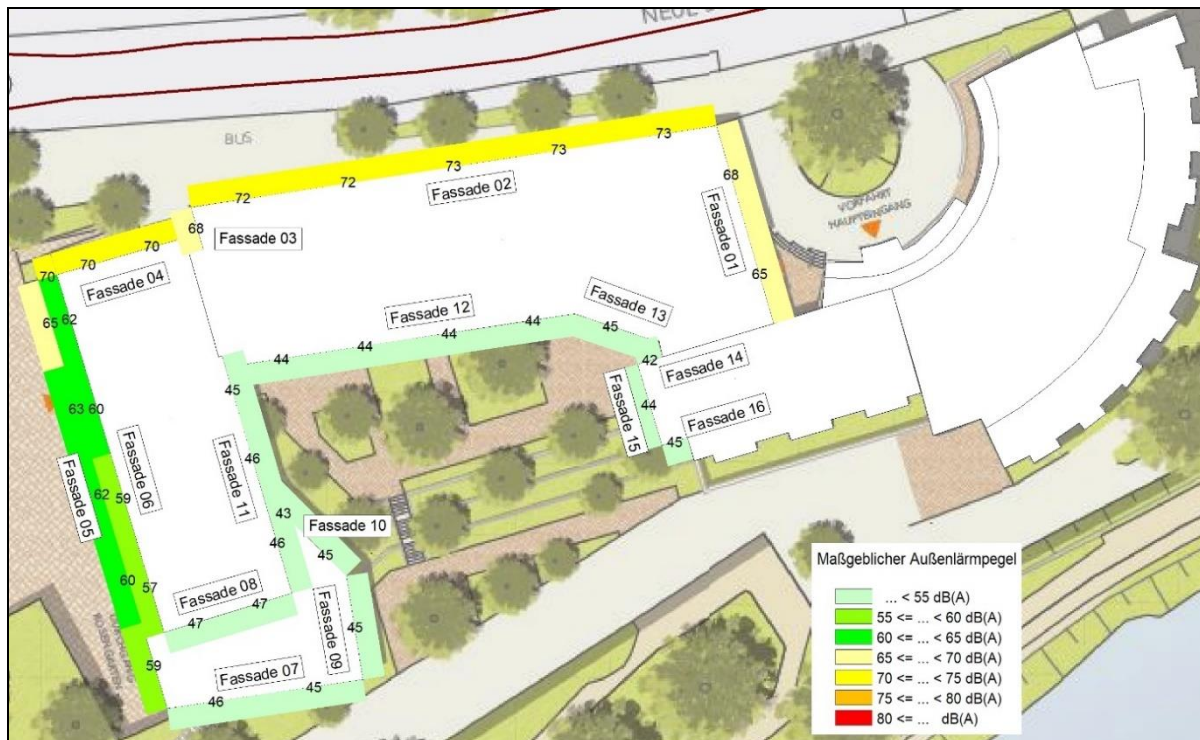 BUS
73
73
73
72
72
Fassade 02
68
Fassade 01
65
VORFAHRT
HAUPTEINGANG
68
Fassade 03
70
70
70
Fassade 04
65
62
Fassade 12
Fassade 13
44
44
44
45
42
Fassade 14
45
Fassade 15
44
Fassade 16
45
63
60
Fassade 05
Fassade 06
62
59
Fassade 11
46
43
Fassade 10
46
45
60
57
Fassade 08
47
47
Fassade 09
45
59
Fassade 07
46
45
Maßgeblicher Außenlärmpegel
... < 55 dB(A)
55 <= ... < 60 dB(A)
60 <= ... < 65 dB(A)
65 <= ... < 70 dB(A)
70 <= ... < 75 dB(A)
75 <= ... < 80 dB(A)
80 <= ... dB(A)